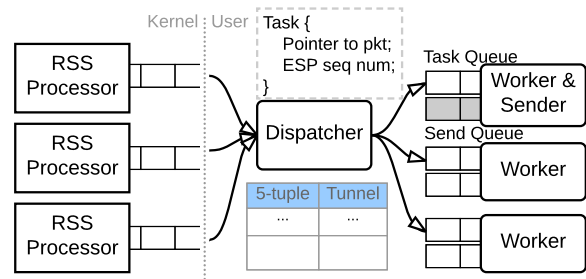 Kernel
User
Task {
Pointer to pkt;
ESP seq num;
}
RSS
Processor
RSS
Processor
RSS
Processor
Dispatcher
5-tuple Tunnel
... ...
Task Queue
Worker &
Sender
Send Queue
Worker
Worker